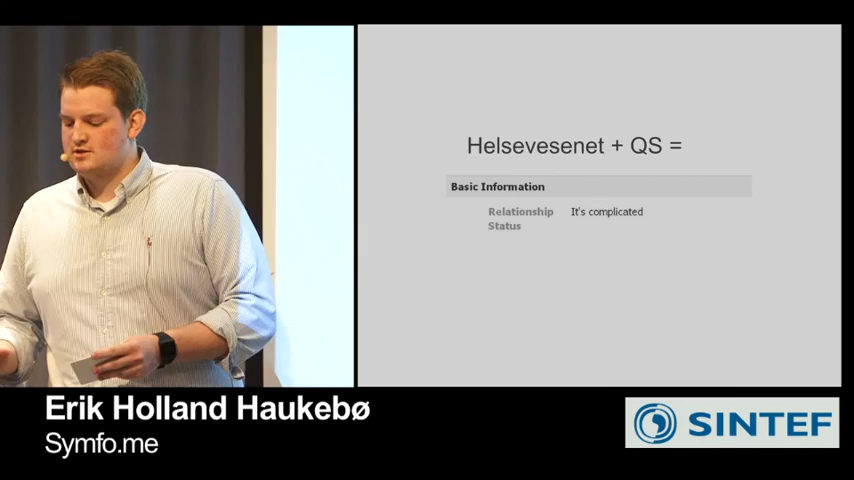 Helsevesenet + QS =
Basic Information
Relationship Status
It's complicated
Erik Holland Haukebø
Symfo.me
SINTEF